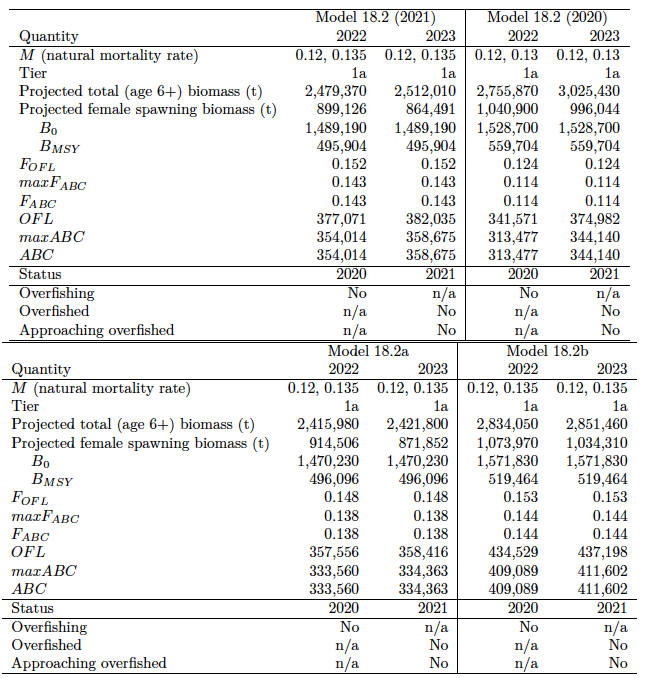 Model 18.2 (2021) Model 18.2 (2020)
Quantity 2022 2023 2022 2023
M (natural mortality rate) 0.12, 0.135 0.12, 0.135 0.12, 0.13 0.12, 0.13
Tier 1a 1a 1a 1a
Projected total (age 6+) biomass (t) 2,479,370 2,512,010 2,755,870 3,025,430
Projected female spawning biomass (t) 899,126 864,491 1,040,900 996,044
B0 1,489,190 1,489,190 1,528,700 1,528,700
BMSY 495,904 495,904 559,704 559,704
FOFL 0.152 0.152 0.124 0.124
maxFABC 0.143 0.143 0.114 0.114
FABC 0.143 0.143 0.114 0.114
OFL 377,071 382,035 341,571 374,982
maxABC 354,014 358,675 313,477 344,140
ABC 354,014 358,675 313,477 344,140
Status 2020 2021 2020 2021
Overfishing No n/a No n/a
Overfished n/a No n/a No
Approaching overfished n/a No n/a No
Model 18.2a Model 18.2b
Quantity 2022 2023 2022 2023
M (natural mortality rate) 0.12, 0.135 0.12, 0.135 0.12, 0.135 0.12, 0.135
Tier 1a 1a 1a 1a
Projected total (age 6+) biomass (t) 2,415,980 2,421,800 2,834,050 2,851,460
Projected female spawning biomass (t) 914,506 871,852 1,073,970 1,034,310
B0 1,470,230 1,470,230 1,571,830 1,571,830
BMSY 496,096 496,096 519,464 519,464
FOFL 0.148 0.148 0.153 0.153
maxFABC 0.138 0.138 0.144 0.144
FABC 0.138 0.138 0.144 0.144
OFL 357,556 358,416 434,529 437,198
maxABC 333,560 334,363 409,089 411,602
ABC 333,560 334,363 409,089 411,602
Status 2020 2021 2020 2021
Overfishing No n/a No n/a
Overfished n/a No n/a No
Approaching overfished n/a No n/a No